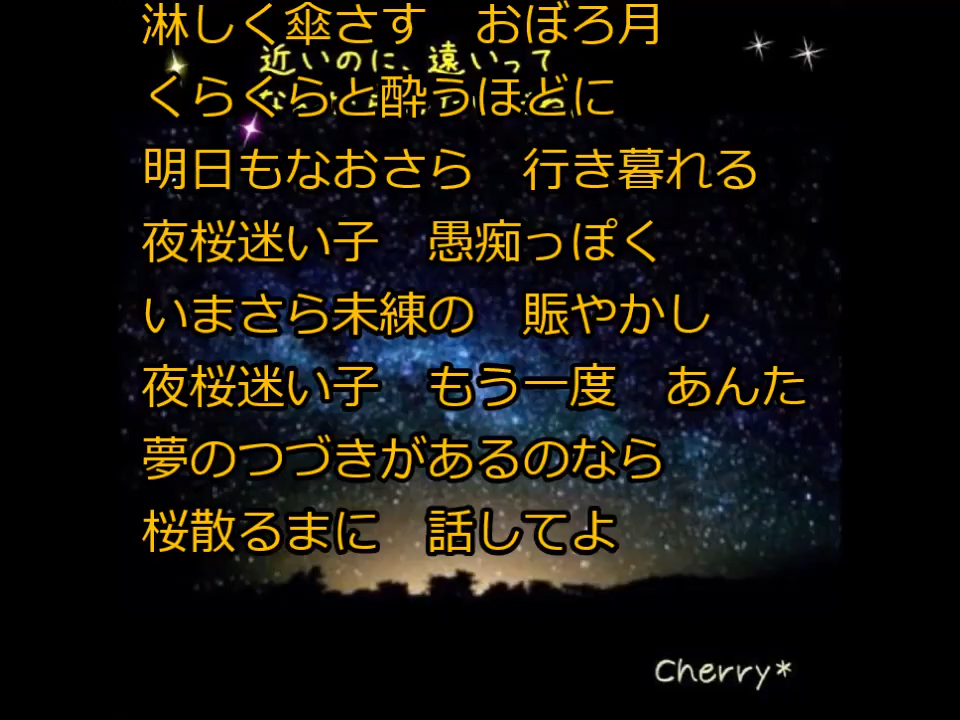 淋しく傘さす　おぼろ月
近いのに、遠いって
くらくらと酔うほどに
明日もなおさら　行き暮れる
夜桜迷い子　愚痴っぽく
いまさら未練の　賑やかし
夜桜迷い子　もう一度　あんた
夢のつづきがあるのなら
桜散るまに　話してよ
Cherry*